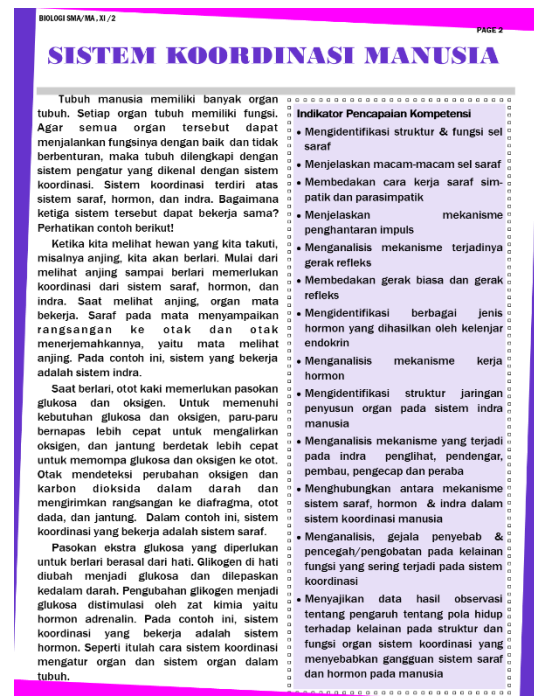 BIOLOGI SMA/MA , XI /2
PAGE 2
SISTEM KOORDINASI MANUSIA
Tubuh manusia memiliki banyak organ
tubuh. Setiap organ tubuh memiliki fungsi.
Agar semua organ tersebut dapat
menjalankan fungsinya dengan baik dan tidak
berbenturan, maka tubuh dilengkapi dengan
sistem pengatur yang dikenal dengan sistem
koordinasi. Sistem koordinasi terdiri atas
sistem saraf, hormon, dan indra. Bagaimana
ketiga sistem tersebut dapat bekerja sama?
Perhatikan contoh berikut!
Ketika kita melihat hewan yang kita takuti,
misalnya anjing, kita akan berlari. Mulai dari
melihat anjing sampai berlari memerlukan
koordinasi dari sistem saraf, hormon, dan
indra. Saat melihat anjing, organ mata
bekerja. Saraf pada mata menyampaikan
rangsangan ke otak dan otak
menerjemahkannya, yaitu mata melihat
anjing. Pada contoh ini, sistem yang bekerja
adalah sistem indra.
Saat berlari, otot kaki memerlukan pasokan
glukosa dan oksigen. Untuk memenuhi
kebutuhan glukosa dan oksigen, paru-paru
bernapas lebih cepat untuk mengalirkan
oksigen, dan jantung berdetak lebih cepat
untuk memompa glukosa dan oksigen ke otot.
Otak mendeteksi perubahan oksigen dan
karbon dioksida dalam darah dan
mengirimkan rangsangan ke diafragma, otot
dada, dan jantung. Dalam contoh ini, sistem
koordinasi yang bekerja adalah sistem saraf.
Pasokan ekstra glukosa yang diperlukan
untuk berlari berasal dari hati. Glikogen di hati
diubah menjadi glukosa dan dilepaskan
kedalam darah. Pengubahan glikogen menjadi
glukosa distimulasi oleh zat kimia yaitu
hormon adrenalin. Pada contoh ini, sistem
koordinasi yang bekerja adalah sistem
hormon. Seperti itulah cara sistem koordinasi
mengatur organ dan sistem organ dalam
tubuh.
Indikator Pencapaian Kompetensi
• Mengidentifikasi struktur & fungsi sel
saraf
• Menjelaskan macam-macam sel saraf
• Membedakan cara kerja saraf sim-
patik dan parasimpatik
• Menjelaskan mekanisme
penghantaran impuls
• Menganalisis mekanisme terjadinya
gerak refleks
• Membedakan gerak biasa dan gerak
refleks
• Mengidentifikasi berbagai jenis
hormon yang dihasilkan oleh kelenjar
endokrin
• Menganalisis mekanisme kerja
hormon
• Mengidentifikasi struktur jaringan
penyusun organ pada sistem indra
manusia
• Menganalisis mekanisme yang terjadi
pada indra penglihat, pendengar,
pembau, pengecap dan peraba
• Menghubungkan antara mekanisme
sistem saraf, hormon & indra dalam
sistem koordinasi manusia
• Menganalisis, gejala penyebab &
pencegah/pengobatan pada kelainan
fungsi yang sering terjadi pada sistem
koordinasi
• Menyajikan data hasil observasi
tentang pengaruh tentang pola hidup
terhadap kelainan pada struktur dan
fungsi organ sistem koordinasi yang
menyebabkan gangguan sistem saraf
dan hormon pada manusia